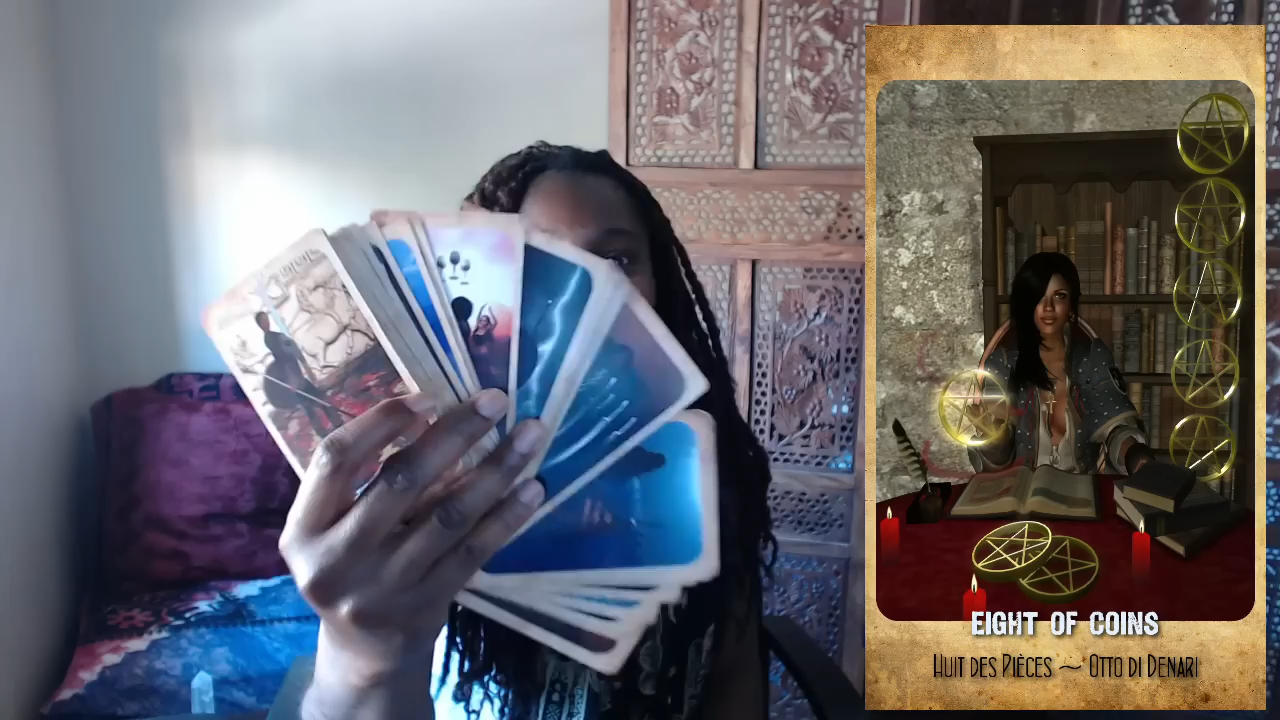 EIGHT OF COINS
HUIT DES PIÈCES ~ OTTO DI DENARI